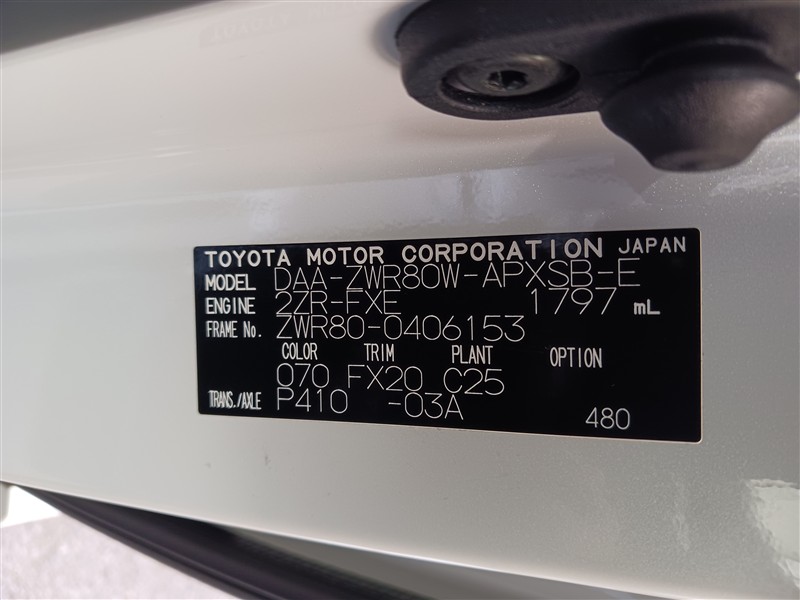 TOYOTA MOTOR CORPORATION JAPAN
MODEL DAA-ZWR80W-APXSB-E
ENGINE 2ZR-FXE 1797 mL
FRAME No. ZWR80-0406153
COLOR TRIM PLANT OPTION
070 FX20 C25
TRANS./AXLE P410 -03A
480